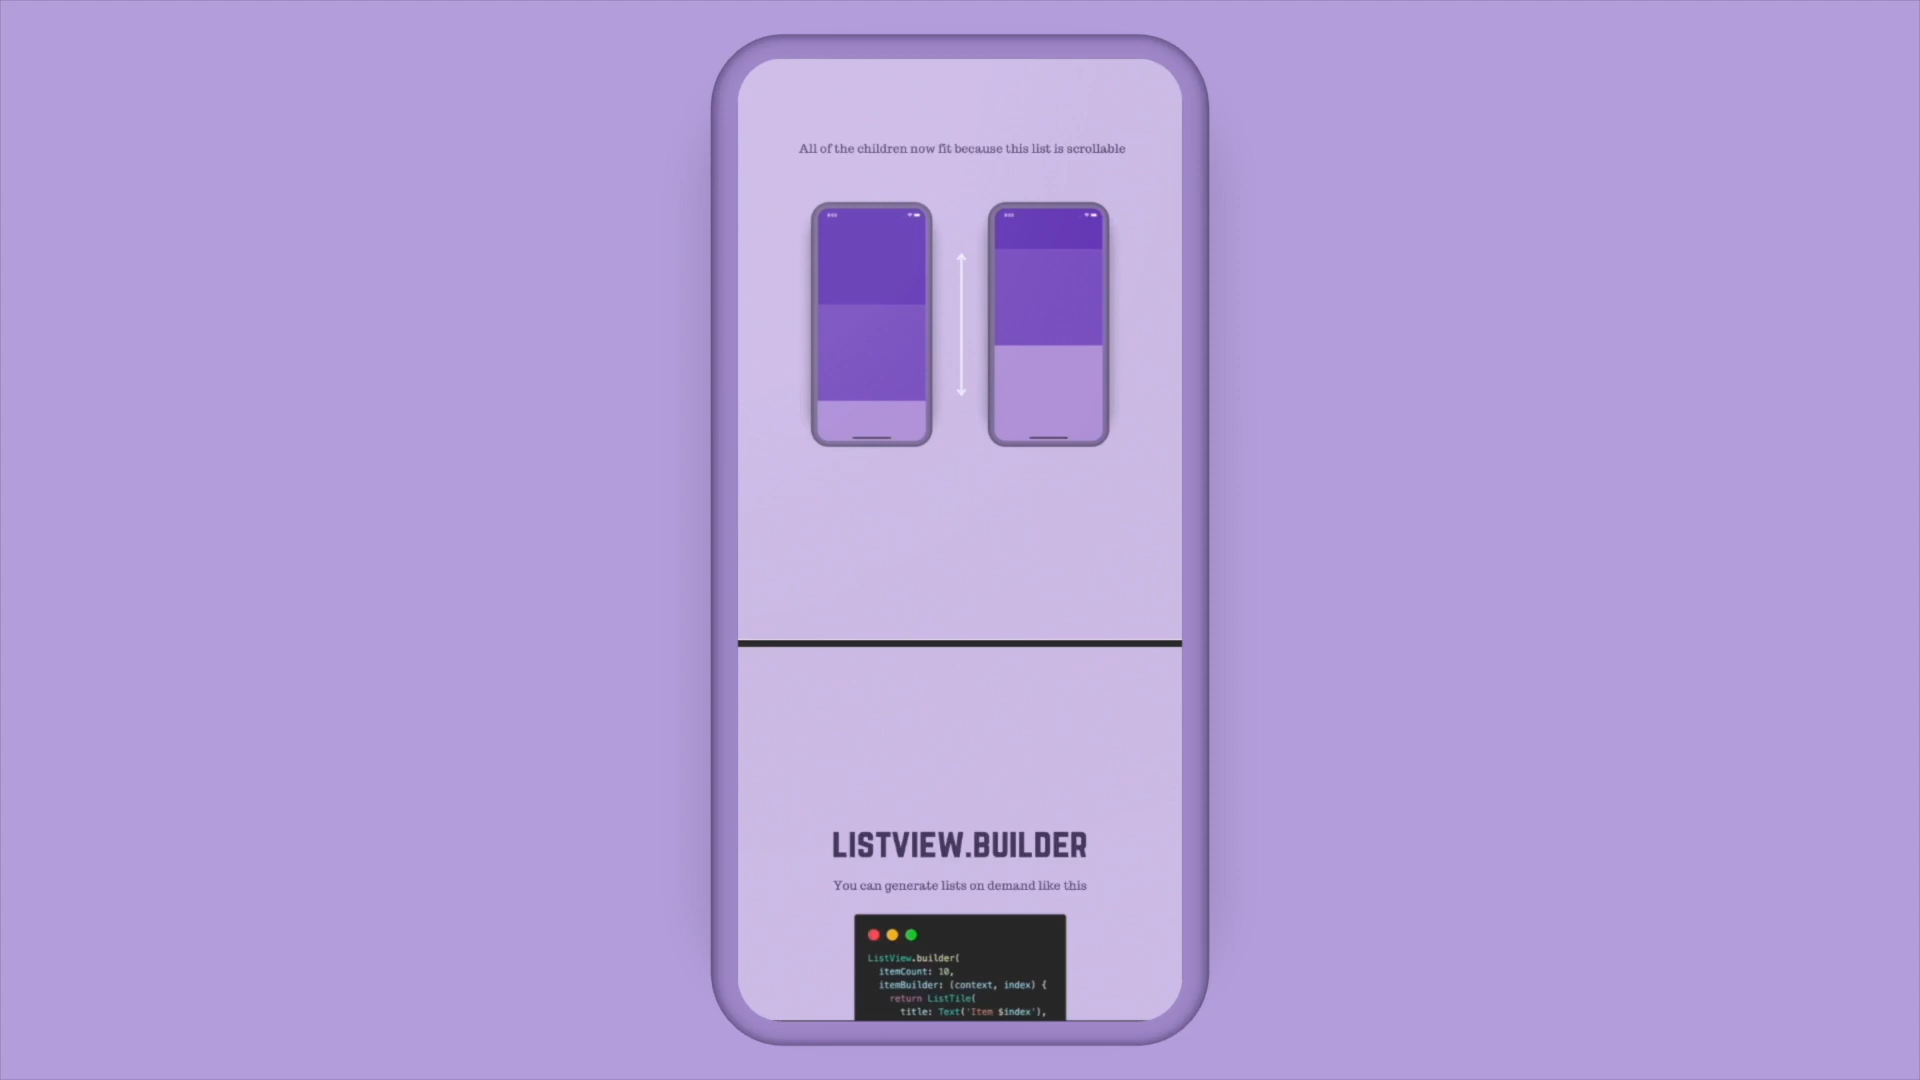 All of the children now fit because this list is scrollable
LISTVIEW.BUILDER
You can generate lists on demand like this
ListView.builder(
itemCount: 10,
itemBuilder: (context, index) {
return ListTile(
title: Text('Item $index'),